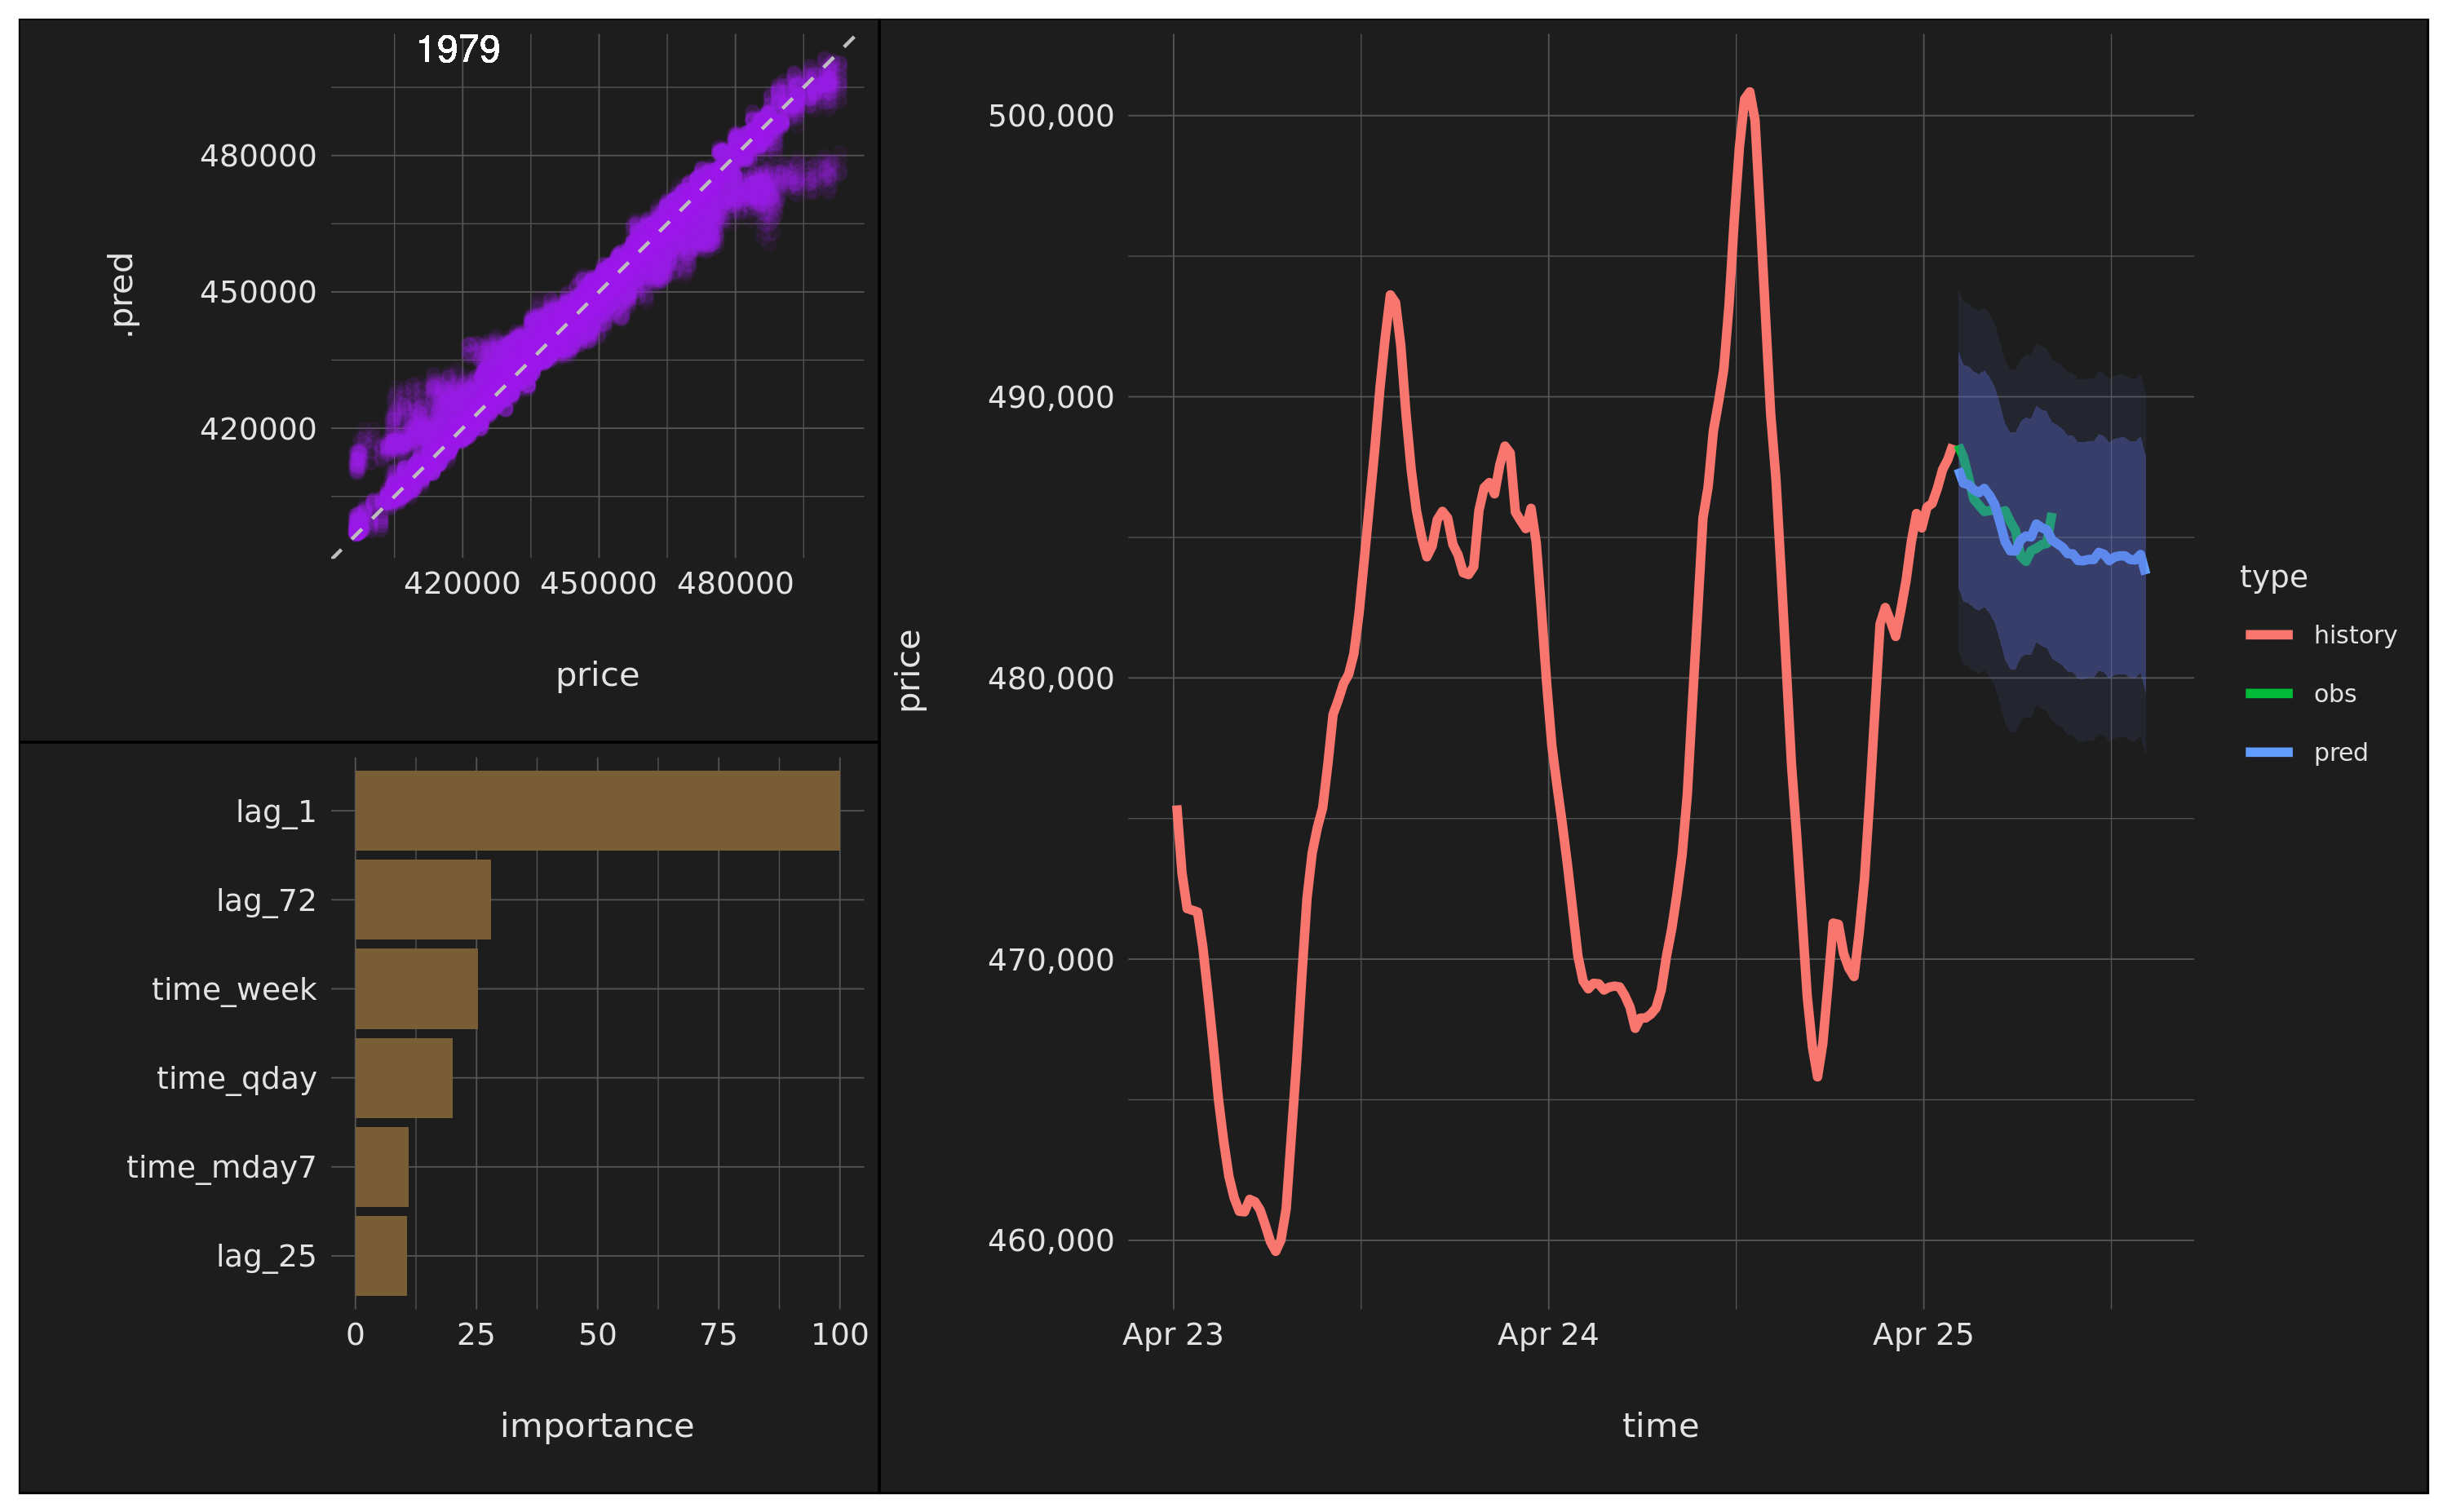 1979
.pred
480000
450000
420000
420000 450000 480000
price
lag_1
lag_72
time_week
time_qday
time_mday7
lag_25
0 25 50 75 100
importance
price
500,000
490,000
480,000
470,000
460,000
Apr 23 Apr 24 Apr 25
time
type
history
obs
pred